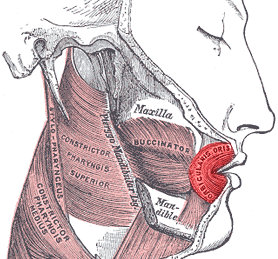 Maxilla
BUCCINATOR
ORBICULARIS ORIS
Pterygo Mandibular Lig
CONSTRICTOR
PHARYNGIS
SUPERIOR
STYLO-PHARYNGEUS
CONSTRICTOR
PHARYNGIS
MEDIUS
Man-
dible